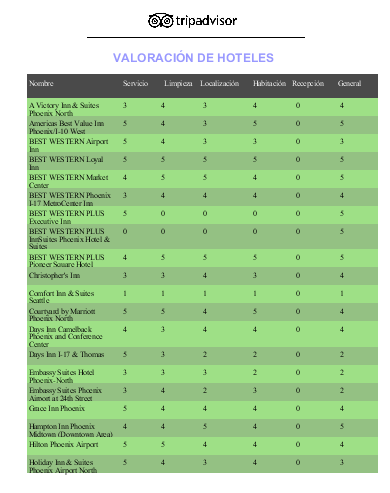 tripadvisor
VALORACIÓN DE HOTELES
Nombre Servicio Limpieza Localización Habitación Recepción General
A Victory Inn & Suites 3 4 3 4 0 4
Phoenix North
Americas Best Value Inn 5 4 3 5 0 5
Phoenix/I-10 West
BEST WESTERN Airport 5 4 3 3 0 3
Inn
BEST WESTERN Loyal 5 5 5 5 0 5
Inn
BEST WESTERN Market 4 5 5 4 0 5
Center
BEST WESTERN Phoenix 3 4 4 4 0 4
I-17 MetroCenter Inn
BEST WESTERN PLUS 5 0 0 0 0 5
Executive Inn
BEST WESTERN PLUS 0 0 0 0 0 5
InnSuites Phoenix Hotel &
Suites
BEST WESTERN PLUS 4 5 5 5 0 5
Pioneer Square Hotel
Christopher's Inn 3 3 4 3 0 4
Comfort Inn & Suites 1 1 1 1 0 1
Seattle
Courtyard by Marriott 5 5 4 5 0 4
Phoenix North
Days Inn Camelback 4 3 4 4 0 4
Phoenix and Conference
Center
Days Inn I-17 & Thomas 5 3 2 2 0 2
Embassy Suites Hotel 3 3 3 2 0 2
Phoenix-North
Embassy Suites Phoenix 3 4 2 3 0 2
Airport at 24th Street
Grace Inn Phoenix 5 4 4 4 0 4
Hampton Inn Phoenix 4 4 5 4 0 5
Midtown (Downtown Area)
Hilton Phoenix Airport 5 5 4 4 0 4
Holiday Inn & Suites 5 4 3 4 0 4
Phoenix Airport North